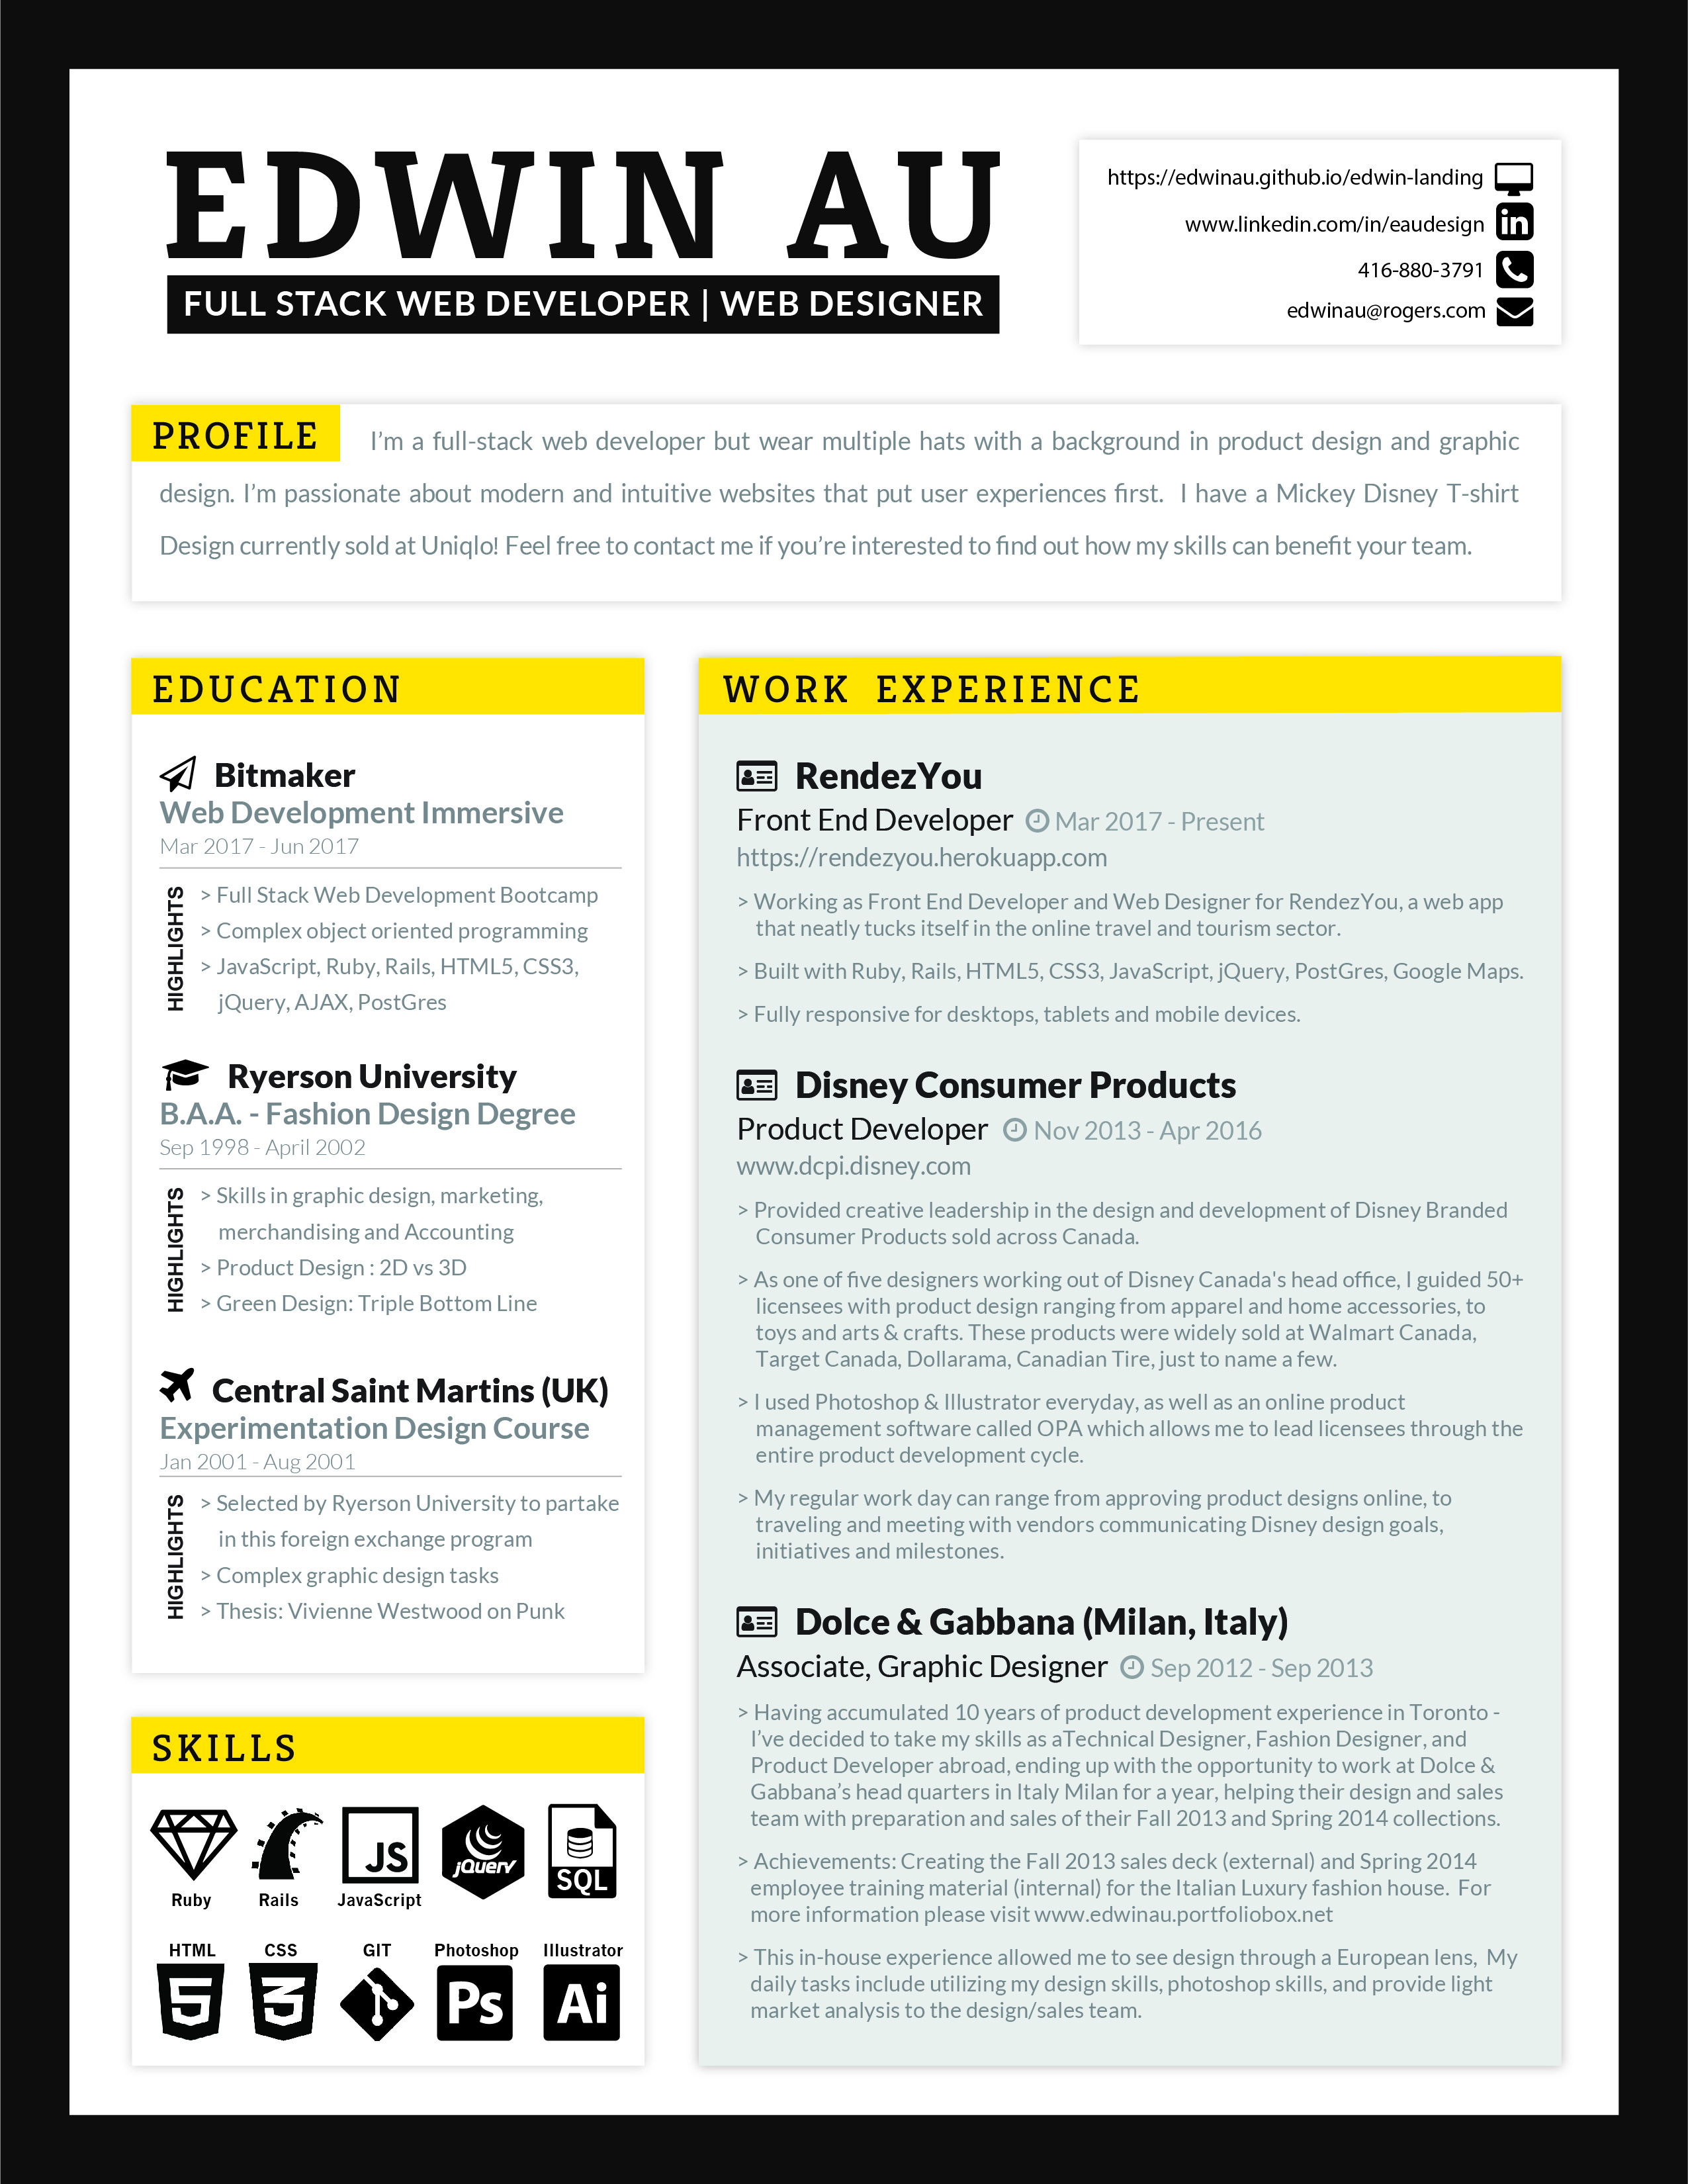 EDWIN AU
FULL STACK WEB DEVELOPER | WEB DESIGNER
https://edwinau.github.io/edwin-landing
www.linkedin.com/in/eaudesign
in
416-880-3791
edwinau@rogers.com
PROFILE
I’m a full-stack web developer but wear multiple hats with a background in product design and graphic
design. I’m passionate about modern and intuitive websites that put user experiences first. I have a Mickey Disney T-shirt
Design currently sold at Uniqlo! Feel free to contact me if you’re interested to find out how my skills can benefit your team.
EDUCATION
Bitmaker
Web Development Immersive
Mar 2017 - Jun 2017
HIGHLIGHTS
> Full Stack Web Development Bootcamp
> Complex object oriented programming
> JavaScript, Ruby, Rails, HTML5, CSS3,
jQuery, AJAX, PostGres
Ryerson University
B.A.A. - Fashion Design Degree
Sep 1998 - April 2002
HIGHLIGHTS
> Skills in graphic design, marketing,
merchandising and Accounting
> Product Design : 2D vs 3D
> Green Design: Triple Bottom Line
Central Saint Martins (UK)
Experimentation Design Course
Jan 2001 - Aug 2001
HIGHLIGHTS
> Selected by Ryerson University to partake
in this foreign exchange program
> Complex graphic design tasks
> Thesis: Vivienne Westwood on Punk
SKILLS
JS
jQuery
SQL
Ruby Rails JavaScript
HTML CSS GIT Photoshop Illustrator
5 3 Ps Ai
WORK EXPERIENCE
RendezYou
Front End Developer Mar 2017 - Present
https://rendezyou.herokuapp.com
> Working as Front End Developer and Web Designer for RendezYou, a web app
that neatly tucks itself in the online travel and tourism sector.
> Built with Ruby, Rails, HTML5, CSS3, JavaScript, jQuery, PostGres, Google Maps.
> Fully responsive for desktops, tablets and mobile devices.
Disney Consumer Products
Product Developer Nov 2013 - Apr 2016
www.dcpi.disney.com
> Provided creative leadership in the design and development of Disney Branded
Consumer Products sold across Canada.
> As one of five designers working out of Disney Canada's head office, I guided 50+
licensees with product design ranging from apparel and home accessories, to
toys and arts & crafts. These products were widely sold at Walmart Canada,
Target Canada, Dollarama, Canadian Tire, just to name a few.
> I used Photoshop & Illustrator everyday, as well as an online product
management software called OPA which allows me to lead licensees through the
entire product development cycle.
> My regular work day can range from approving product designs online, to
traveling and meeting with vendors communicating Disney design goals,
initiatives and milestones.
Dolce & Gabbana (Milan, Italy)
Associate, Graphic Designer Sep 2012 - Sep 2013
> Having accumulated 10 years of product development experience in Toronto -
I’ve decided to take my skills as aTechnical Designer, Fashion Designer, and
Product Developer abroad, ending up with the opportunity to work at Dolce &
Gabbana’s head quarters in Italy Milan for a year, helping their design and sales
team with preparation and sales of their Fall 2013 and Spring 2014 collections.
> Achievements: Creating the Fall 2013 sales deck (external) and Spring 2014
employee training material (internal) for the Italian Luxury fashion house. For
more information please visit www.edwinau.portfoliobox.net
> This in-house experience allowed me to see design through a European lens, My
daily tasks include utilizing my design skills, photoshop skills, and provide light
market analysis to the design/sales team.